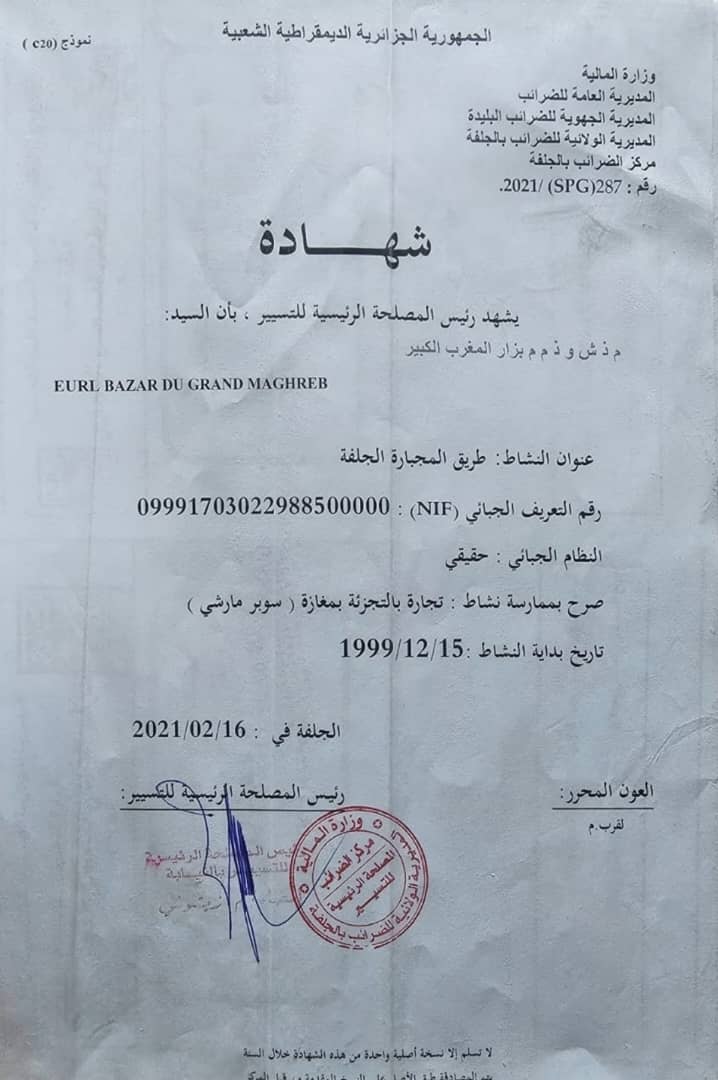 الجمهورية الجزائرية الديمقراطية الشعبية
نموذج (c20 )
وزارة المالية
المديرية العامة للضرائب
المديرية الجهوية للضرائب البليدة
المديرية الولائية للضرائب بالجلفة
مركز الضرائب بالجلفة
رقم : 287(SPG) /2021.
شهـــــادة
يشهد رئيس المصلحة الرئيسية للتسيير ، بأن السيد:
م ذ ش و ذ م م بزار المغرب الكبير
EURL BAZAR DU GRAND MAGHREB
عنوان النشاط: طريق المجبارة الجلفة
رقم التعريف الجبائي (NIF) : 09991703022988500000
النظام الجبائي : حقيقي
صرح بممارسة نشاط : تجارة بالتجزئة بمغازة ( سوبر مارشي )
تاريخ بداية النشاط :1999/12/15
الجلفة في : 2021/02/16
العون المحرر:
رئيس المصلحة الرئيسية للتسيير:
لقرب.م
رئيس المصلحة الرئيسية
للتسيير بالنيابة
وزارة المالية
المديرية الولائية للضرائب بالجلفة
مركز الضرائب
المصلحة الرئيسية
للتسيير
لا تسلم إلا نسخة أصلية واحدة من هذه الشهادة خلال السنة